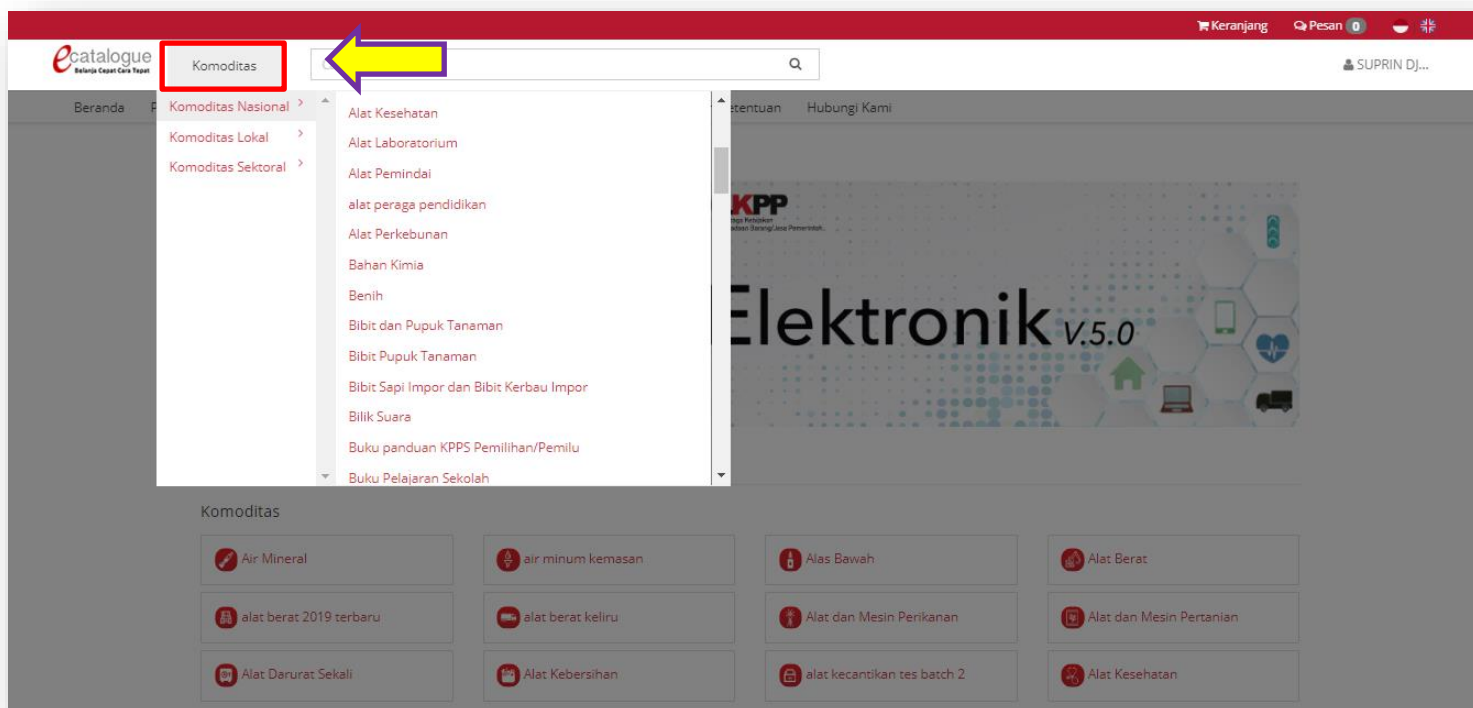 Keranjang Pesan 0
ecatalogue
Belanja Cepat Cara Tepat
Komoditas
SUPRIN DJ...
Beranda
Hubungi Kami
Komoditas Nasional
Komoditas Lokal
Komoditas Sektoral
Alat Kesehatan
Alat Laboratorium
Alat Pemindai
alat peraga pendidikan
Alat Perkebunan
Bahan Kimia
Benih
Bibit dan Pupuk Tanaman
Bibit Pupuk Tanaman
Bibit Sapi Impor dan Bibit Kerbau Impor
Bilik Suara
Buku panduan KPPS Pemilihan/Pemilu
Buku Pelajaran Sekolah
KPP
Elektronik v.5.0
Komoditas
Air Mineral
air minum kemasan
Alas Bawah
Alat Berat
alat berat 2019 terbaru
alat berat keliru
Alat dan Mesin Perikanan
Alat dan Mesin Pertanian
Alat Darurat Sekali
Alat Kebersihan
alat kecantikan tes batch 2
Alat Kesehatan